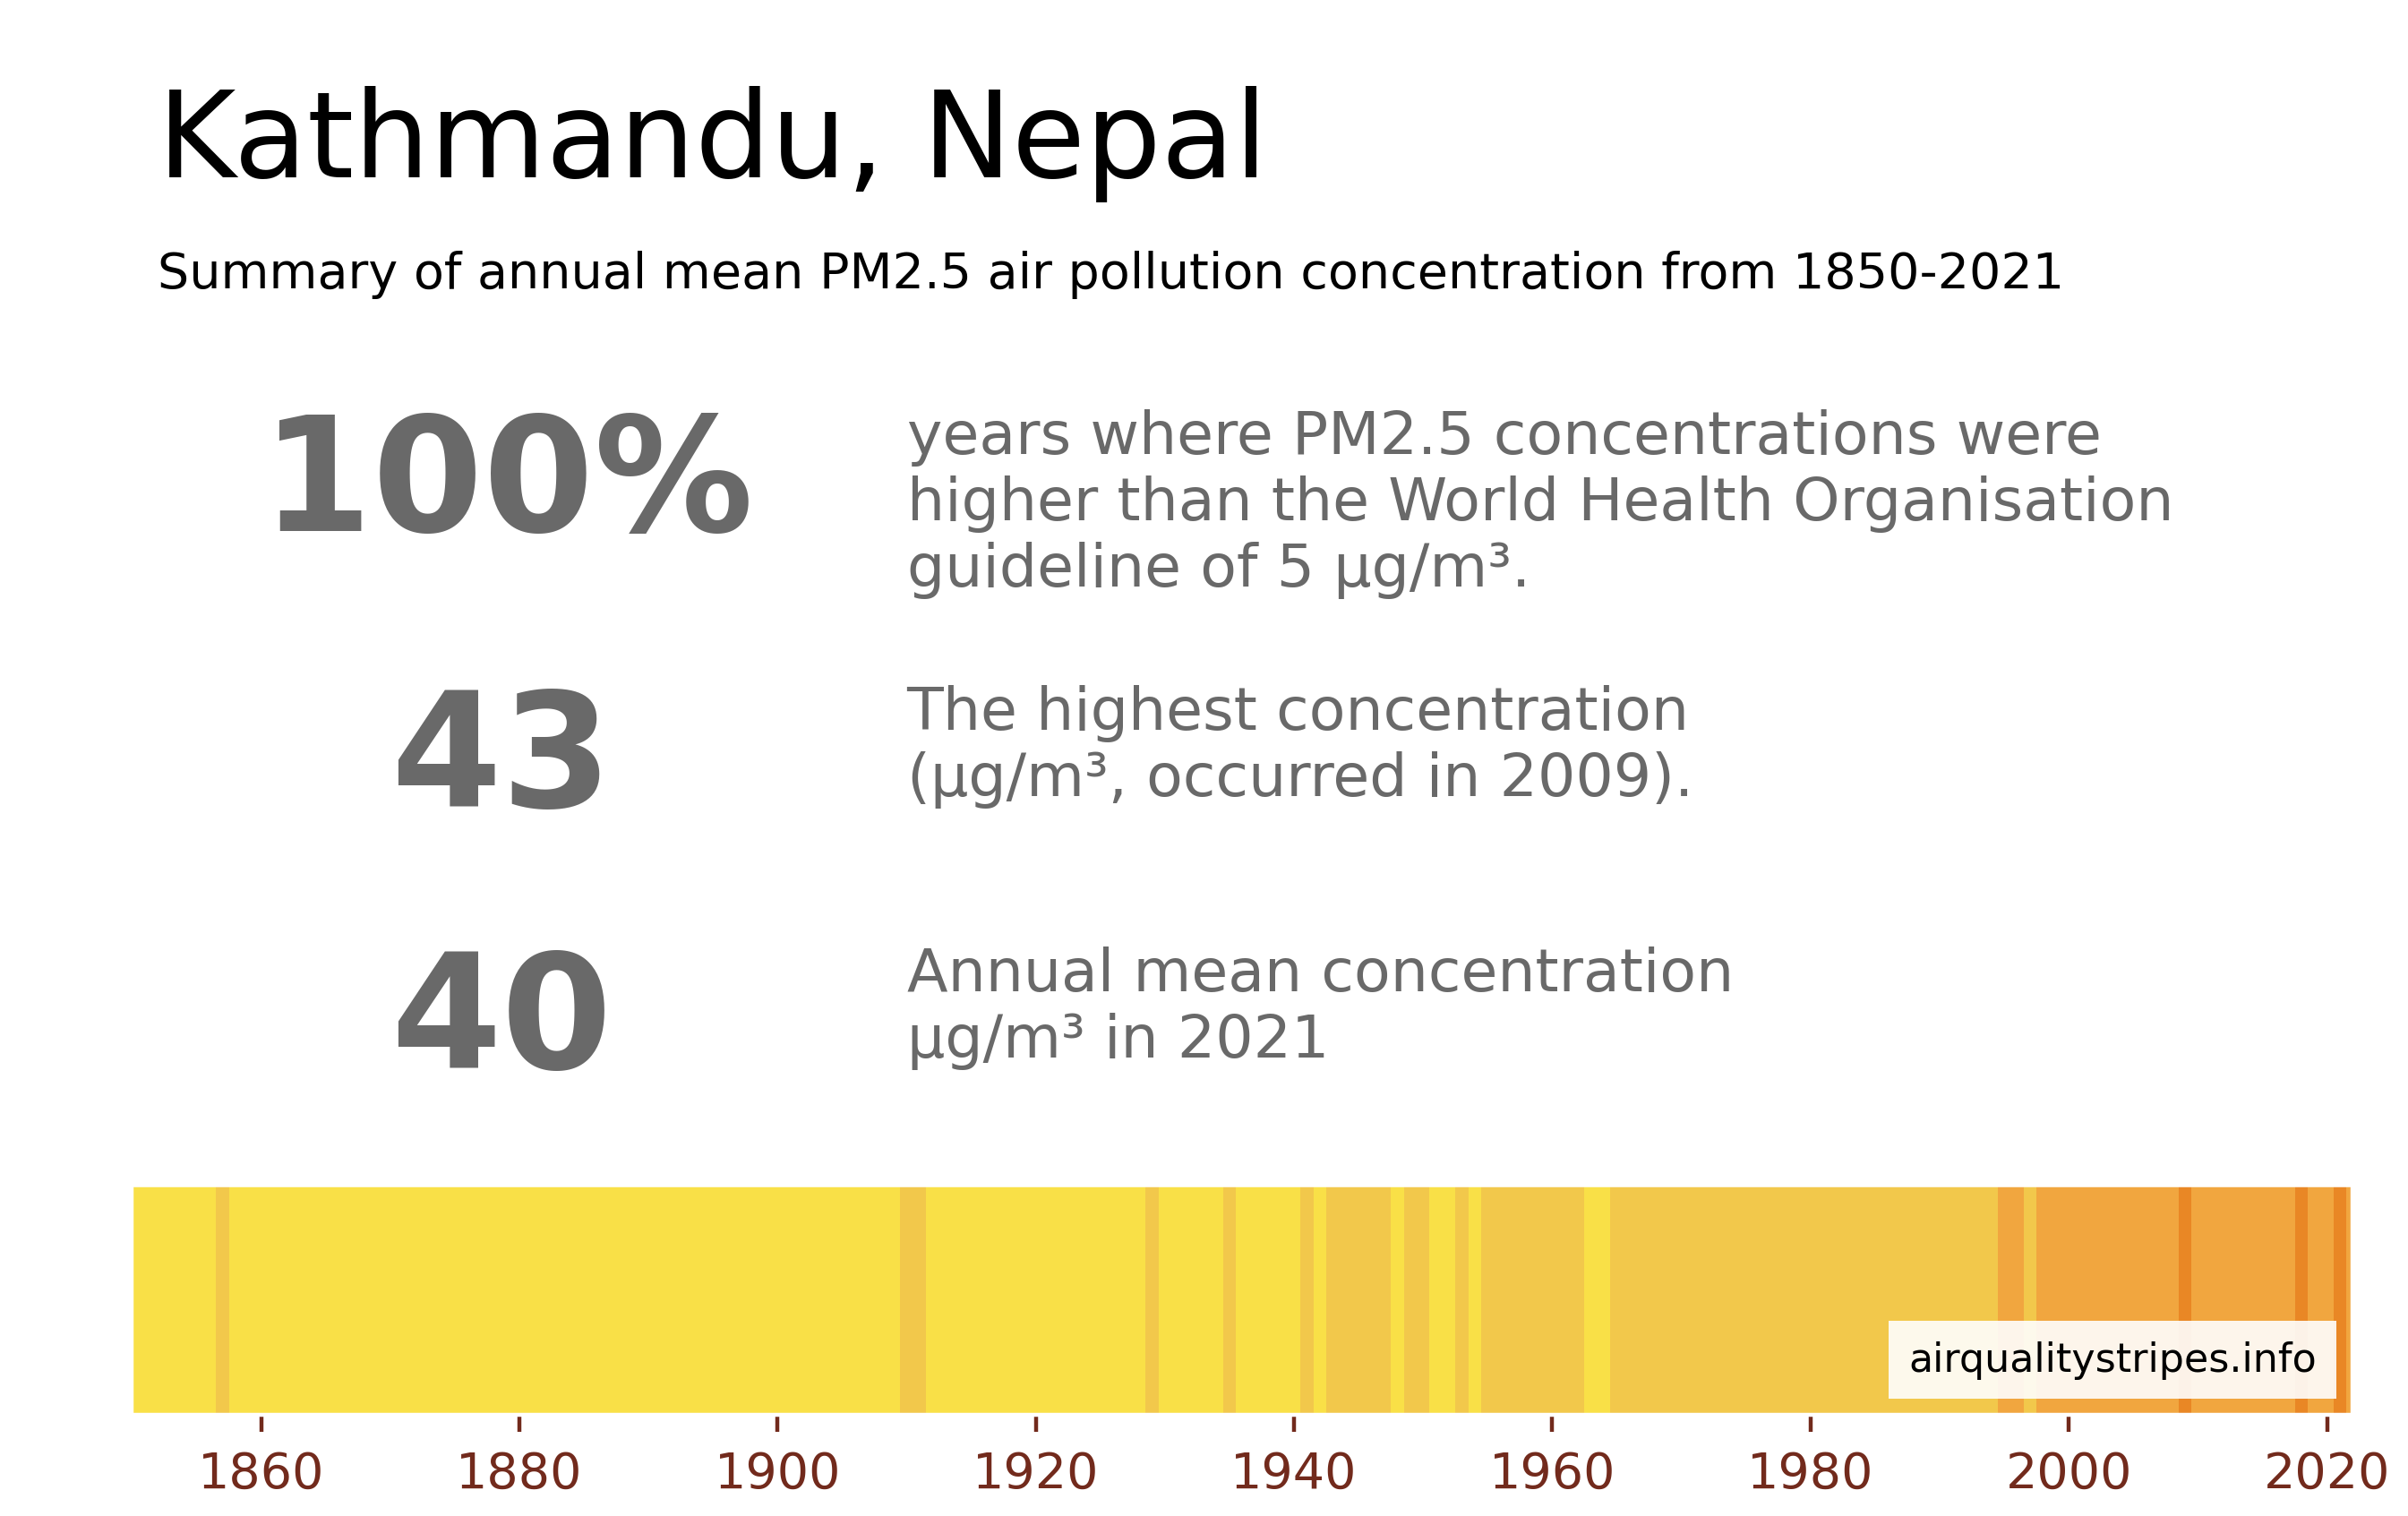 Kathmandu, Nepal
Summary of annual mean PM2.5 air pollution concentration from 1850-2021
100%
years where PM2.5 concentrations were
higher than the World Health Organisation
guideline of 5 µg/m³.
43
The highest concentration
(µg/m³, occurred in 2009).
40
Annual mean concentration
µg/m³ in 2021
airqualitystripes.info
1860 1880 1900 1920 1940 1960 1980 2000 2020